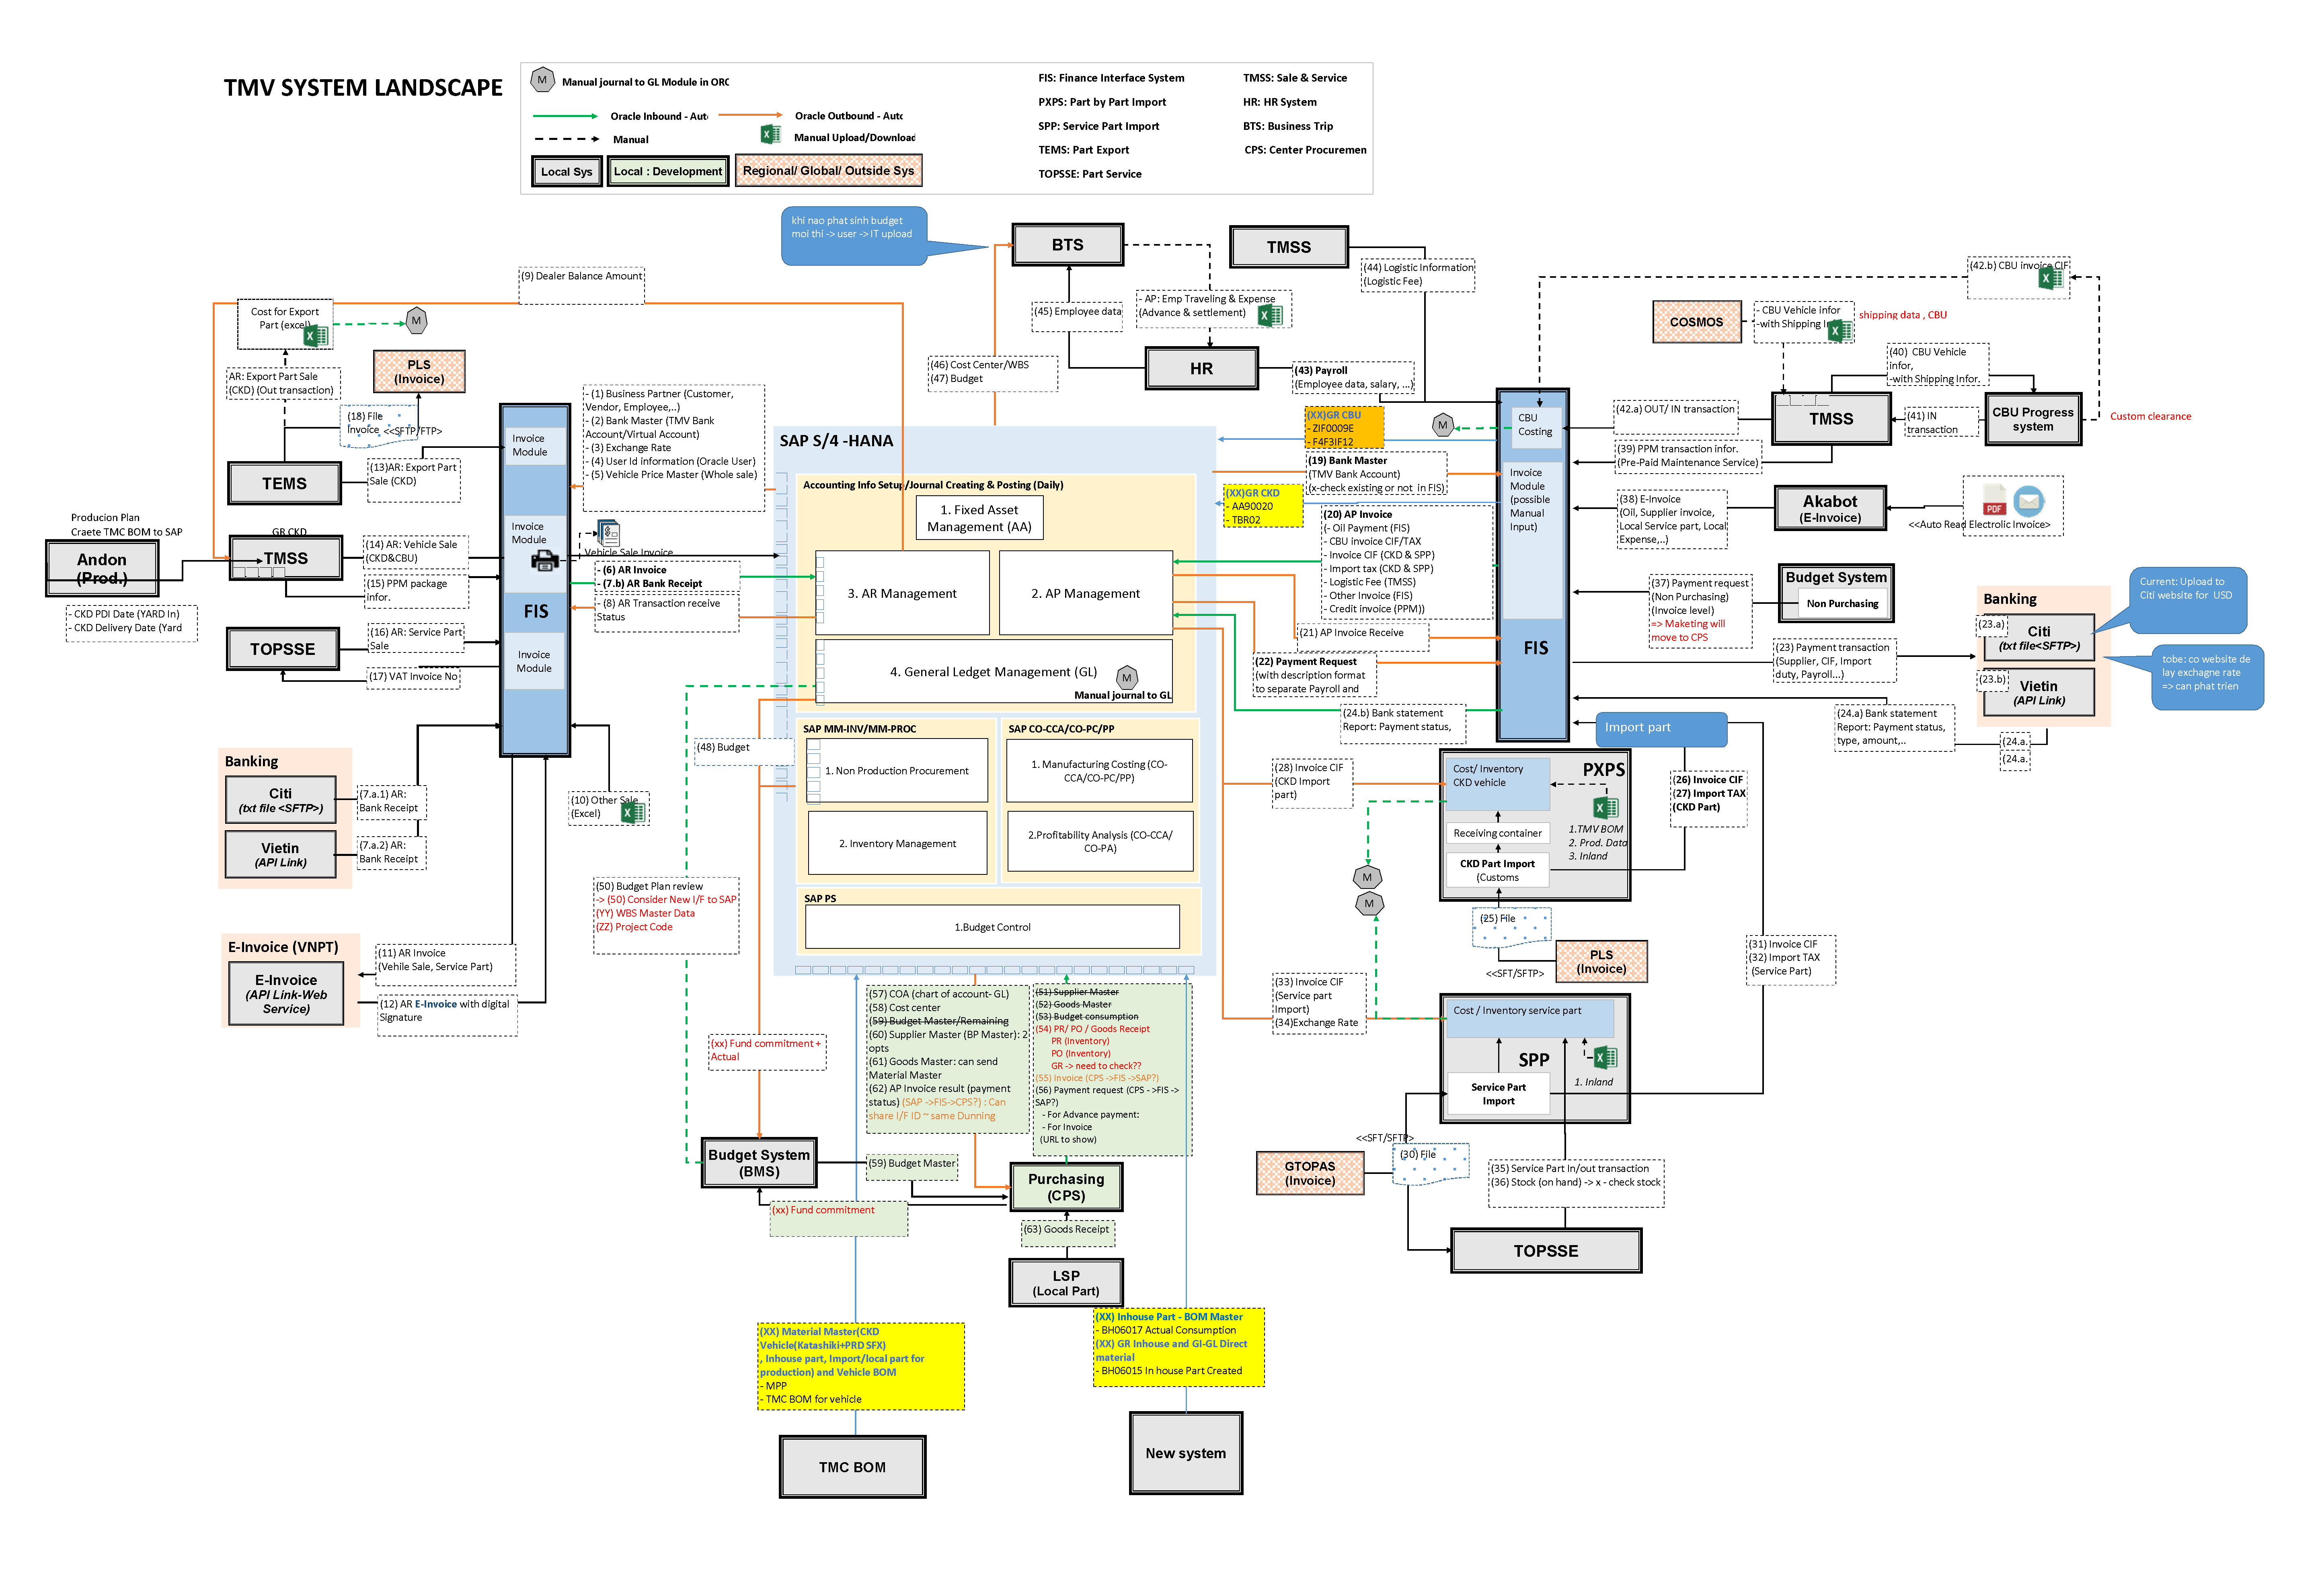 TMV SYSTEM LANDSCAPE
M
Manual journal to GL Module in ORC
Oracle Inbound - Auto
Oracle Outbound - Auto
Manual
Manual Upload/Download
Local Sys
Local : Development
Regional/ Global/ Outside Sys
FIS: Finance Interface System
PXPS: Part by Part Import
SPP: Service Part Import
TEMS: Part Export
TOPSSE: Part Service
TMSS: Sale & Service
HR: HR System
BTS: Business Trip
CPS: Center Procuremen
khi nao phat sinh budget
moi thi -> user -> IT upload
BTS
TMSS
(44) Logistic Information
(Logistic Fee)
(9) Dealer Balance Amount
Cost for Export
Part (excel)
M
PLS
(Invoice)
AR: Export Part Sale
(CKD) (Out transaction)
(18) File
Invoice
<<SFTP/FTP>
TEMS
(13)AR: Export Part
Sale (CKD)
Producion Plan
Craete TMC BOM to SAP
Andon
(Prod.)
GR CKD
TMSS
- CKD PDI Date (YARD In)
- CKD Delivery Date (Yard
(14) AR: Vehicle Sale
(CKD&CBU)
(15) PPM package
infor.
TOPSSE
(16) AR: Service Part
Sale
(17) VAT Invoice No
Invoice
Module
Invoice
Module
FIS
Invoice
Module
- (1) Business Partner (Customer,
Vendor, Employee,..)
- (2) Bank Master (TMV Bank
Account/Virtual Account)
- (3) Exchange Rate
- (4) User Id information (Oracle User)
- (5) Vehicle Price Master (Whole sale)
Vehicle Sale Invoice
- (6) AR Invoice
- (7.b) AR Bank Receipt
- (8) AR Transaction receive
Status
Banking
Citi
(txt file <SFTP>)
Vietin
(API Link)
(7.a.1) AR:
Bank Receipt
(7.a.2) AR:
Bank Receipt
(10) Other Sale
(Excel)
E-Invoice (VNPT)
E-Invoice
(API Link-Web
Service)
(11) AR Invoice
(Vehile Sale, Service Part)
(12) AR E-Invoice with digital
Signature
(45) Employee data
- AP: Emp Traveling & Expense
(Advance & settlement)
(46) Cost Center/WBS
(47) Budget
HR
(43) Payroll
(Employee data, salary, ...)
SAP S/4 -HANA
Accounting Info Setup/Journal Creating & Posting (Daily)
1. Fixed Asset
Management (AA)
3. AR Management
2. AP Management
4. General Ledget Management (GL)
M
Manual journal to GL
SAP MM-INV/MM-PROC
1. Non Production Procurement
2. Inventory Management
SAP CO-CCA/CO-PC/PP
1. Manufacturing Costing (CO-
CCA/CO-PC/PP)
2.Profitability Analysis (CO-CCA/
CO-PA)
SAP PS
1.Budget Control
(48) Budget
(50) Budget Plan review
-> (50) Consider New I/F to SAP
(YY) WBS Master Data
(ZZ) Project Code
(xx) Fund commitment +
Actual
(XX)GR CBU
- ZIF0009E
- F4F3IF12
M
(19) Bank Master
(TMV Bank Account)
(x-check existing or not in FIS)
(XX)GR CKD
- AA90020
- TBR02
(20) AP Invoice
(- Oil Payment (FIS)
- CBU invoice CIF/TAX
- Invoice CIF (CKD & SPP)
- Import tax (CKD & SPP)
- Logistic Fee (TMSS)
- Other Invoice (FIS)
- Credit invoice (PPM))
(21) AP Invoice Receive
(22) Payment Request
(with description format
to separate Payroll and
(24.b) Bank statement
Report: Payment status,
CBU
Costing
Invoice
Module
(possible
Manual
Input)
FIS
(42.b) CBU invoice CIF
COSMOS
- CBU Vehicle infor
-with Shipping In
shipping data , CBU
(40) CBU Vehicle
infor,
-with Shipping Infor.
(42.a) OUT/ IN transaction
TMSS
(41) IN
transaction
CBU Progress
system
Custom clearance
(39) PPM transaction infor.
(Pre-Paid Maintenance Service)
(38) E-Invoice
(Oil, Supplier invoice,
Local Service part, Local
Expense,..)
Akabot
(E-Invoice)
PDF
<<Auto Read Electrolic Invoice>
(37) Payment request
(Non Purchasing)
(Invoice level)
=> Maketing will
move to CPS
Budget System
Non Purchasing
(23) Payment transaction
(Supplier, CIF, Import
duty, Payroll...)
Banking
(23.a)
Citi
(txt file<SFTP>)
(23.b)
Vietin
(API Link)
Current: Upload to
Citi website for USD
tobe: co website de
lay exchagne rate
=> can phat trien
(24.a) Bank statement
Report: Payment status,
type, amount,..
(24.a.
(24.a.
Import part
(28) Invoice CIF
(CKD Import
part)
Cost/ Inventory
CKD vehicle
PXPS
Receiving container
CKD Part Import
(Customs
1.TMV BOM
2. Prod. Data
3. Inland
(26) Invoice CIF
(27) Import TAX
(CKD Part)
M
M
(25) File
PLS
(Invoice)
<<SFT/SFTP>
(31) Invoice CIF
(32) Import TAX
(Service Part)
(33) Invoice CIF
(Service part
Import)
(34)Exchange Rate
Cost / Inventory service part
SPP
Service Part
Import
1. Inland
<<SFT/SFTP>
(30) File
GTOPAS
(Invoice)
(35) Service Part In/out transaction
(36) Stock (on hand) -> x - check stock
TOPSSE
(57) COA (chart of account- GL)
(58) Cost center
(59) Budget Master/Remaining
(60) Supplier Master (BP Master): 2
opts
(61) Goods Master: can send
Material Master
(62) AP Invoice result (payment
status) (SAP ->FIS->CPS?) : Can
share I/F ID ~ same Dunning
(51) Supplier Master
(52) Goods Master
(53) Budget consumption
(54) PR/ PO / Goods Receipt
PR (Inventory)
PO (Inventory)
GR -> need to check??
(55) Invoice (CPS ->FIS ->SAP?)
(56) Payment request (CPS - >FIS ->
SAP?)
- For Advance payment:
- For Invoice
(URL to show)
Budget System
(BMS)
(59) Budget Master
(xx) Fund commitment
Purchasing
(CPS)
(63) Goods Receipt
LSP
(Local Part)
(XX) Material Master(CKD
Vehicle(Katashiki+PRD SFX)
, Inhouse part, Import/local part for
production) and Vehicle BOM
- MPP
- TMC BOM for vehicle
(XX) Inhouse Part - BOM Master
- BH06017 Actual Consumption
(XX) GR Inhouse and GI-GL Direct
material
- BH06015 In house Part Created
TMC BOM
New system